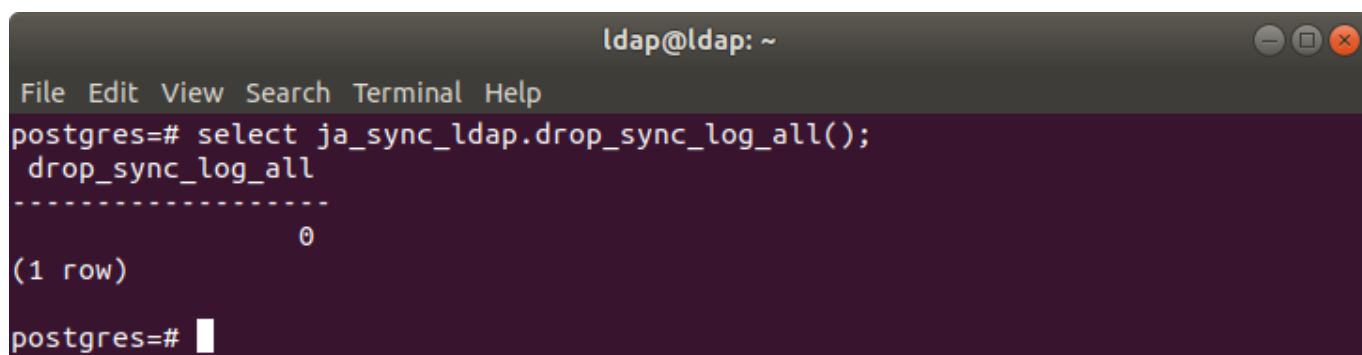 ldap@ldap: ~
File Edit View Search Terminal Help
postgres=# select ja_sync_ldap.drop_sync_log_all();
 drop_sync_log_all
-------------------
                 0
(1 row)

postgres=#